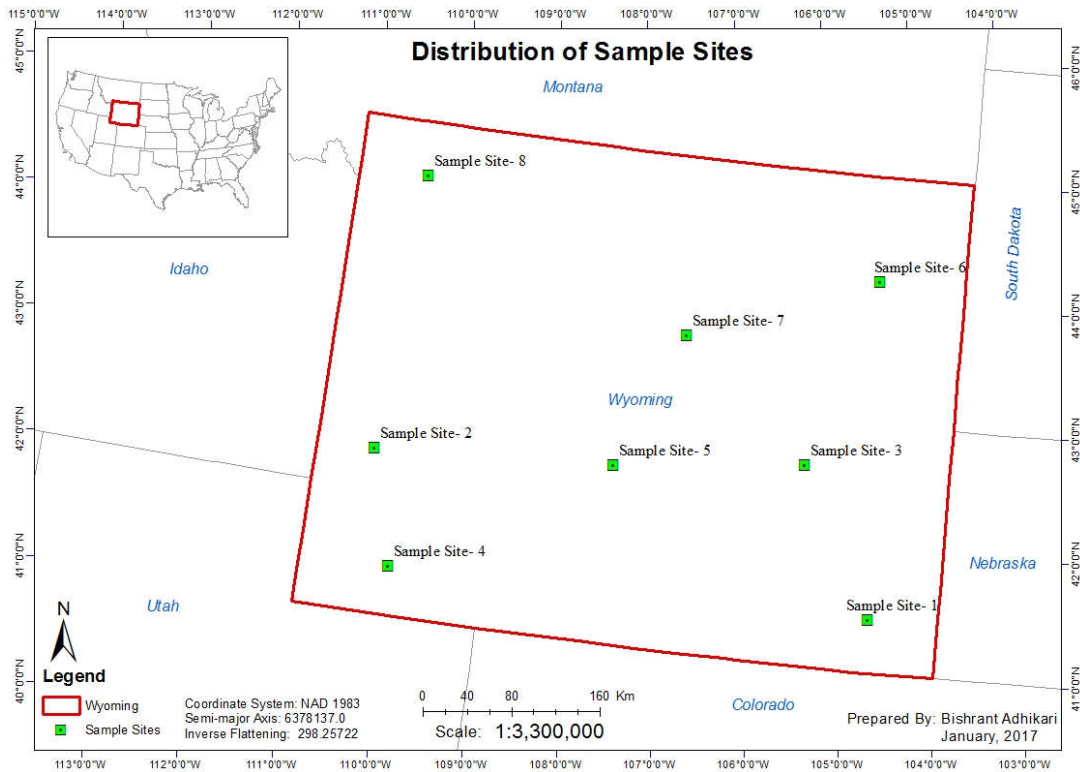 115°0'0"W 114°0'0"W 113°0'0"W 112°0'0"W 111°0'0"W 110°0'0"W 109°0'0"W 108°0'0"W 107°0'0"W 106°0'0"W 105°0'0"W 104°0'0"W
Distribution of Sample Sites
Montana
45°0'0"N
46°0'0"N
Sample Site- 8
44°0'0"N
45°0'0"N
South Dakota
Idaho
Sample Site- 6
43°0'0"N
44°0'0"N
Sample Site- 7
Wyoming
42°0'0"N
43°0'0"N
Sample Site- 2
Sample Site- 5
Sample Site- 3
41°0'0"N
42°0'0"N
Sample Site- 4
Nebraska
Utah
Sample Site- 1
N
Legend
40°0'0"N
41°0'0"N
Wyoming
Sample Sites
Coordinate System: NAD 1983
Semi-major Axis: 6378137.0
Inverse Flattening: 298.25722
0 40 80 160 Km
Scale: 1:3,300,000
Colorado
Prepared By: Bishrant Adhikari
January, 2017
113°0'0"W 112°0'0"W 111°0'0"W 110°0'0"W 109°0'0"W 108°0'0"W 107°0'0"W 106°0'0"W 105°0'0"W 104°0'0"W 103°0'0"W